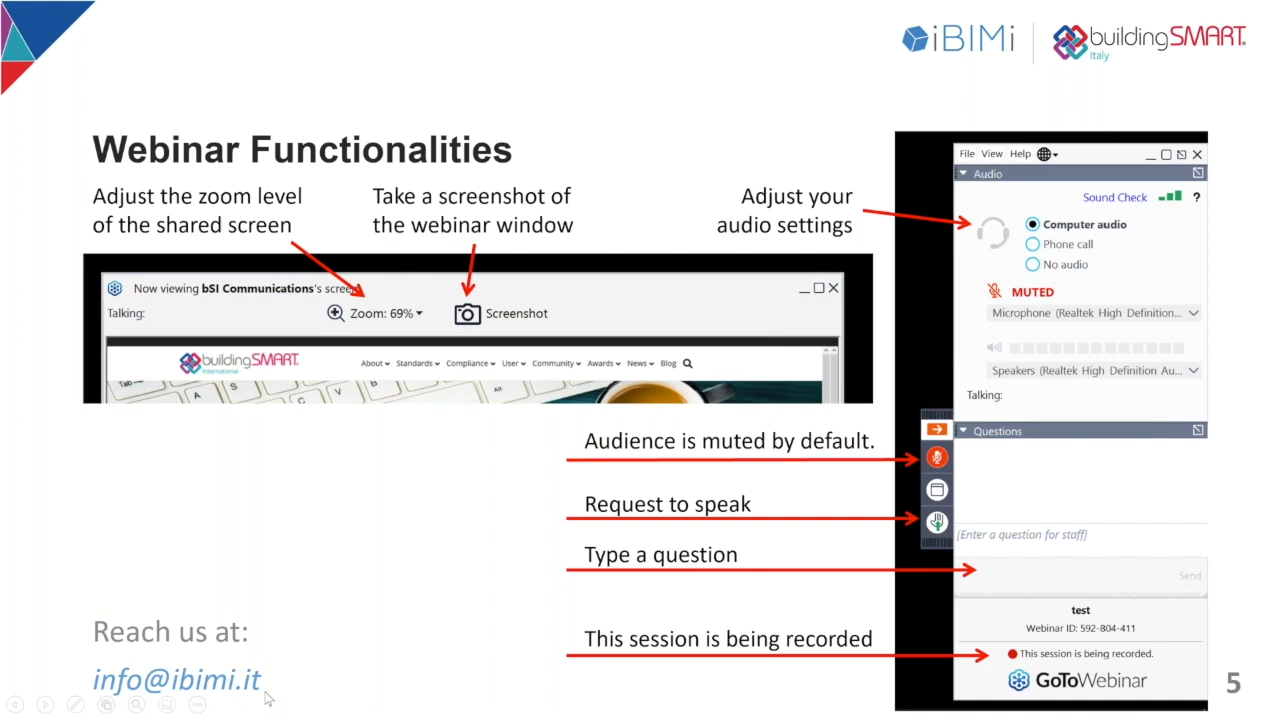 iBIMi
buildingSMART®
Italy
Webinar Functionalities
Adjust the zoom level
of the shared screen
Take a screenshot of
the webinar window
Adjust your
audio settings
Now viewing bSI Communications's screen
Talking:
Zoom: 69%
Screenshot
buildingSMART
International
About
Standards
Compliance
User
Community
Awards
News
Blog
Tab
A
S
C
V
B
Alt
File View Help
Audio
Sound Check ?
Computer audio
Phone call
No audio
MUTED
Microphone (Realtek High Definition...
Speakers (Realtek High Definition Au...
Talking:
Questions
Audience is muted by default.
Request to speak
[Enter a question for staff]
Type a question
Send
test
Webinar ID: 592-804-411
This session is being recorded
This session is being recorded.
GoToWebinar
Reach us at:
info@ibimi.it
5